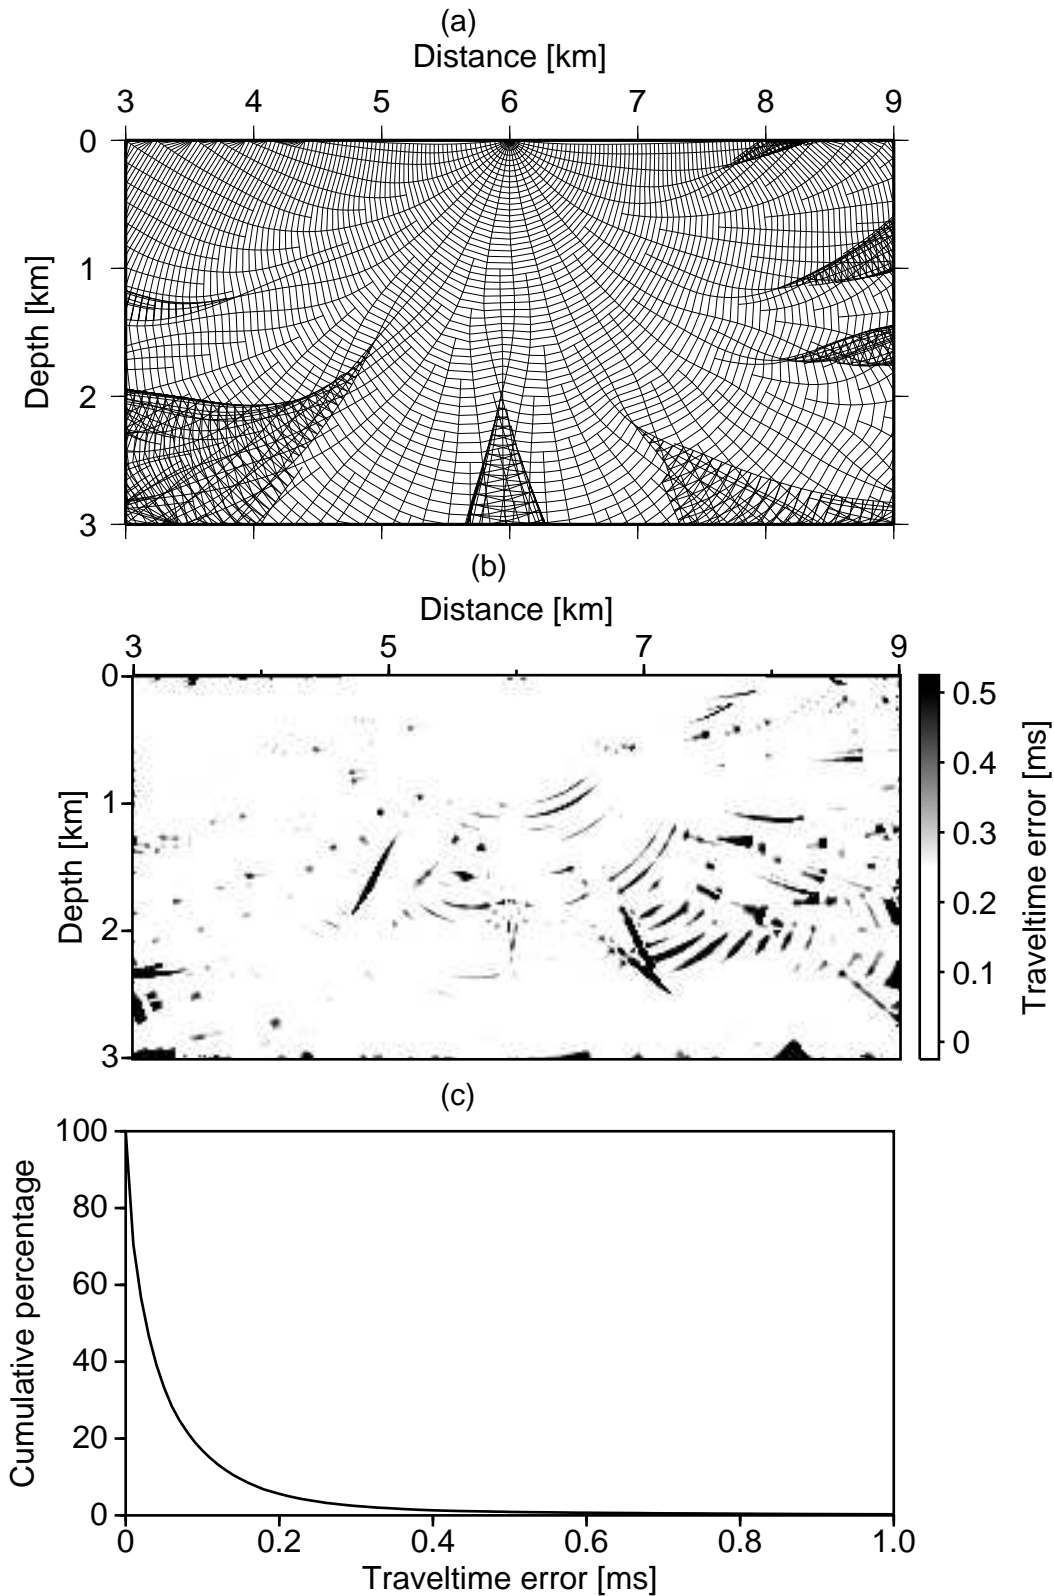 (a)
Distance [km]
3 4 5 6 7 8 9
0
1
2
3
Depth [km]
(b)
Distance [km]
3 5 7 9
0
1
2
3
Depth [km]
0.5
0.4
0.3
0.2
0.1
0
Traveltime error [ms]
(c)
100
80
60
40
20
0
Cumulative percentage
0 0.2 0.4 0.6 0.8 1.0
Traveltime error [ms]